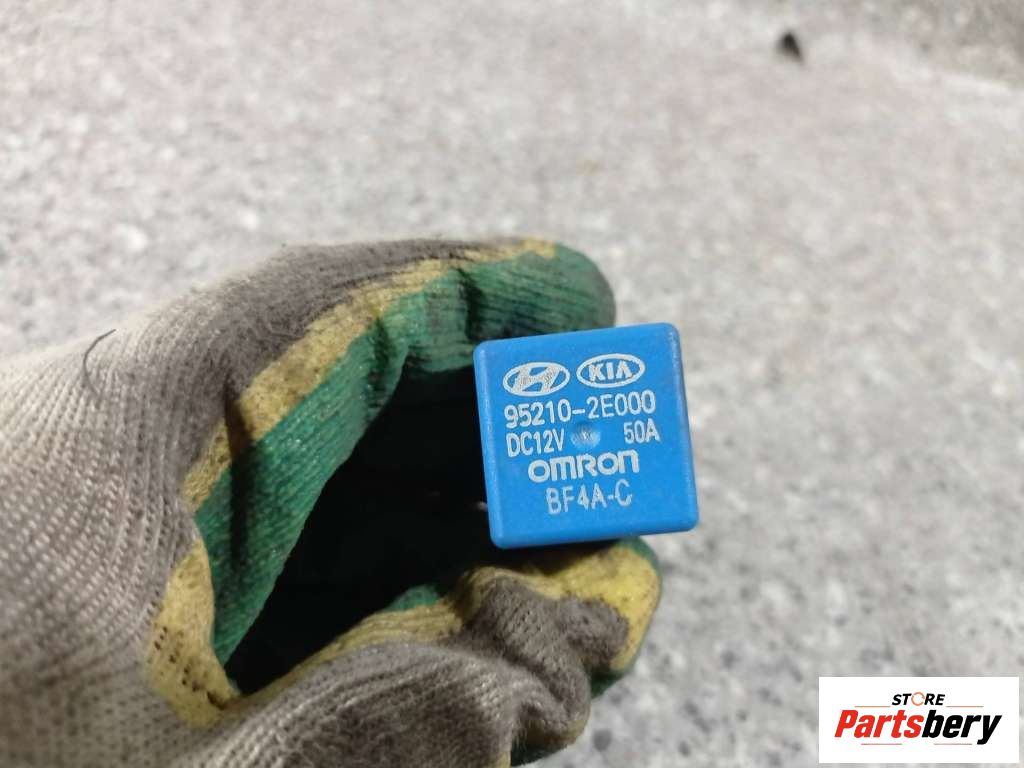 KIA
95210-2E000
DC12V 50A
OMRON
BF4A-C
STORE
Partsbery